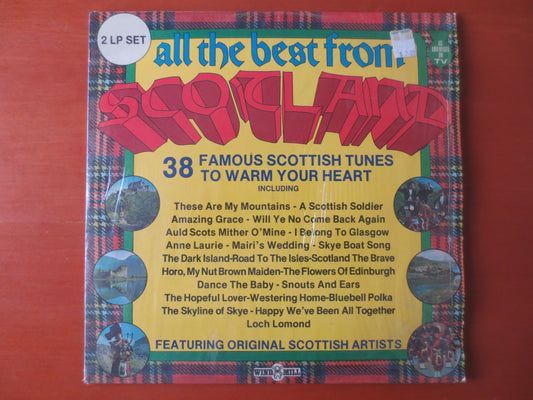 2 LP SET
all the best from
AS ADVERTISED ON
TV
SCOTLAND
38 FAMOUS SCOTTISH TUNES
TO WARM YOUR HEART
INCLUDING
These Are My Mountains - A Scottish Soldier
Amazing Grace - Will Ye No Come Back Again
Auld Scots Mither O'Mine - I Belong To Glasgow
Anne Laurie - Mairi's Wedding - Skye Boat Song
The Dark Island-Road To The Isles-Scotland The Brave
Horo, My Nut Brown Maiden-The Flowers Of Edinburgh
Dance The Baby - Snouts And Ears
The Hopeful Lover-Westering Home-Bluebell Polka
The Skyline of Skye - Happy We've Been All Together
Loch Lomond
FEATURING ORIGINAL SCOTTISH ARTISTS
WINDMILL